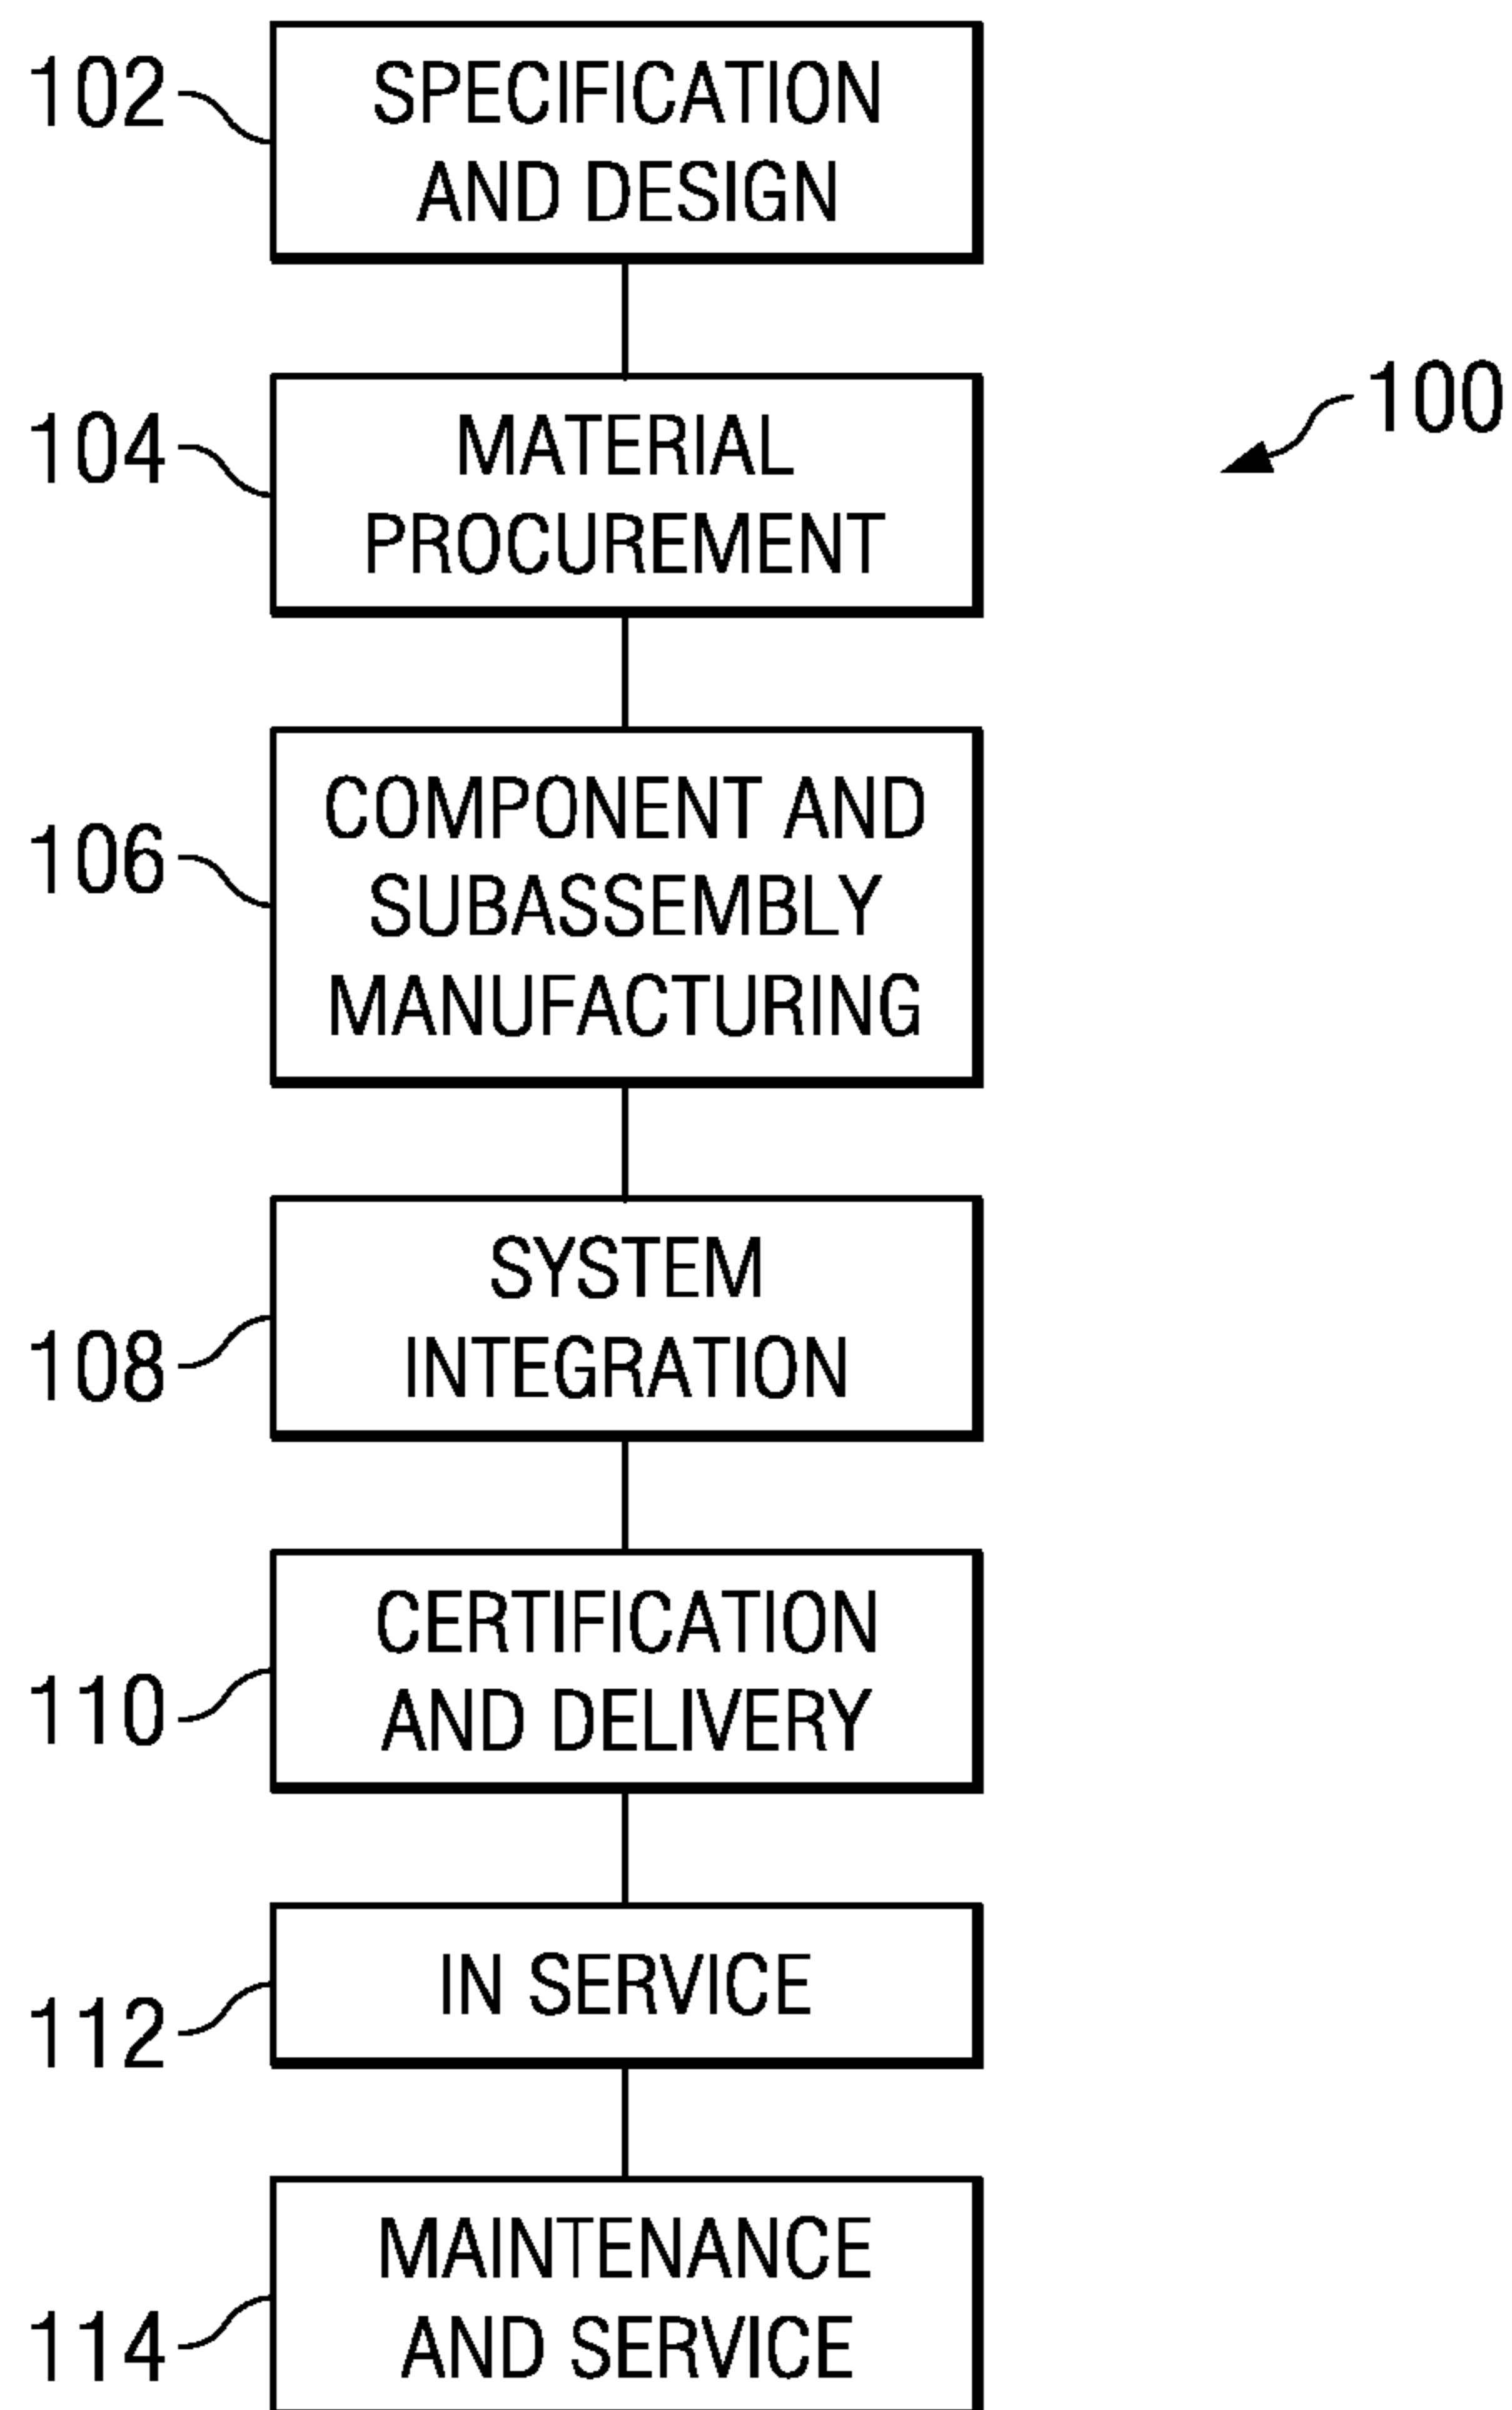 102
SPECIFICATION
AND DESIGN
100
104
MATERIAL
PROCUREMENT
106
COMPONENT AND
SUBASSEMBLY
MANUFACTURING
108
SYSTEM
INTEGRATION
110
CERTIFICATION
AND DELIVERY
112
IN SERVICE
114
MAINTENANCE
AND SERVICE